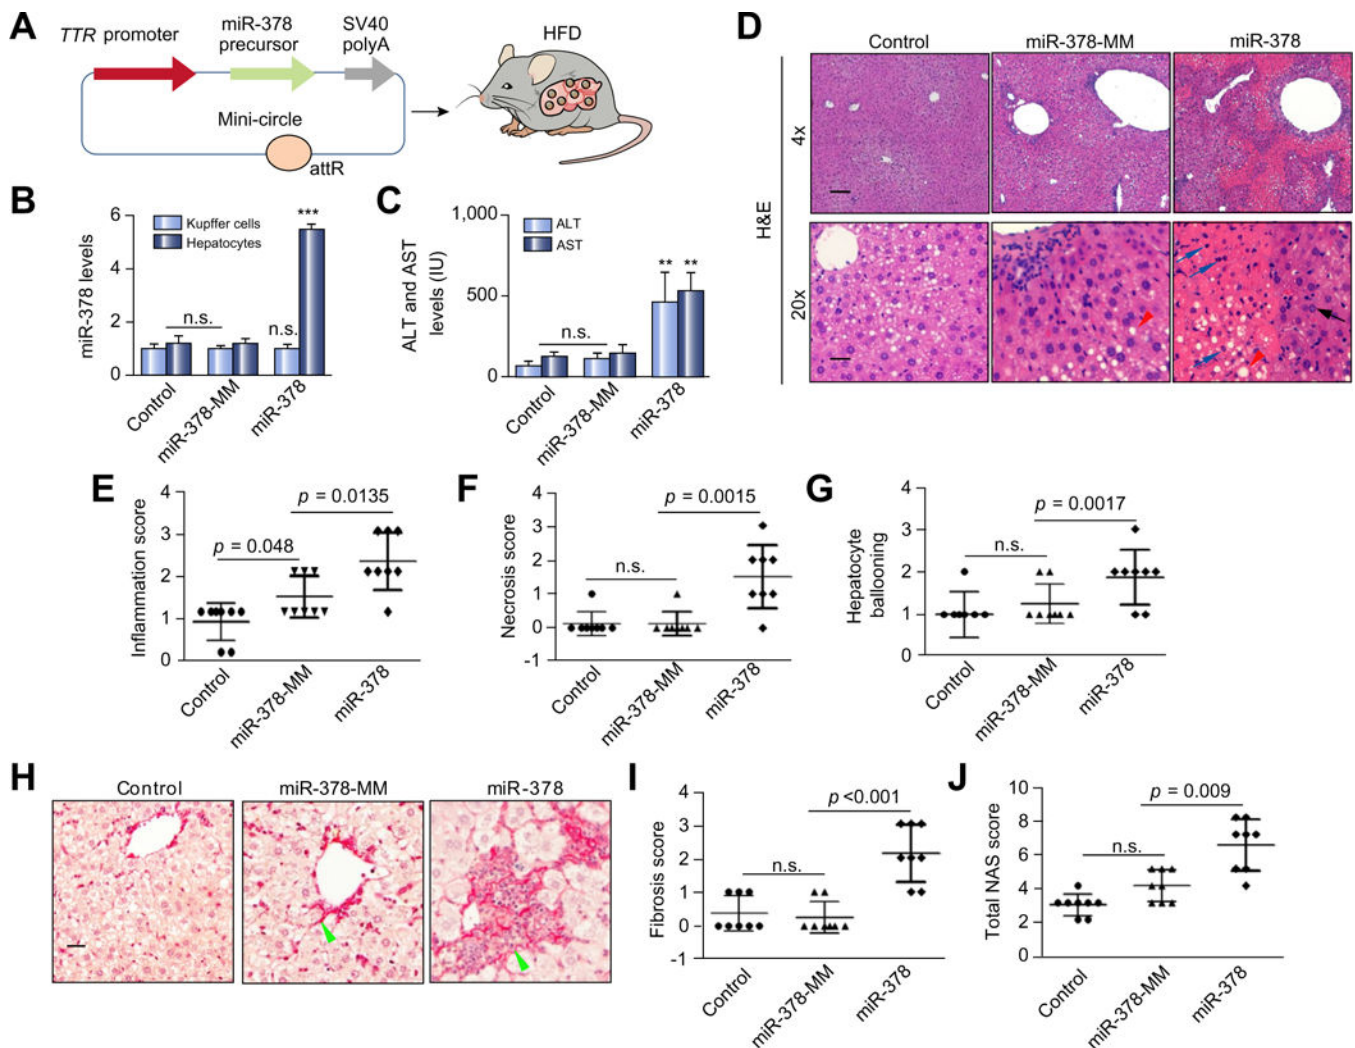 A
TTR promoter
miR-378
precursor
SV40
polyA
Mini-circle
attR
HFD
B
miR-378 levels
6
4
2
0
Kupffer cells
Hepatocytes
***
n.s.
n.s.
Control
miR-378-MM
miR-378
C
ALT and AST
levels (IU)
1,000
500
0
ALT
AST
** **
n.s.
Control
miR-378-MM
miR-378
D
Control miR-378-MM miR-378
H&E
4x
20x
E
Inflammation score
4
3
2
1
0
p = 0.0135
p = 0.048
Control
miR-378-MM
miR-378
F
Necrosis score
4
3
2
1
0
-1
p = 0.0015
n.s.
Control
miR-378-MM
miR-378
G
Hepatocyte
ballooning
4
3
2
1
0
p = 0.0017
n.s.
Control
miR-378-MM
miR-378
H
Control miR-378-MM miR-378
I
Fibrosis score
4
3
2
1
0
-1
p <0.001
n.s.
Control
miR-378-MM
miR-378
J
Total NAS score
10
8
6
4
2
0
p = 0.009
n.s.
Control
miR-378-MM
miR-378